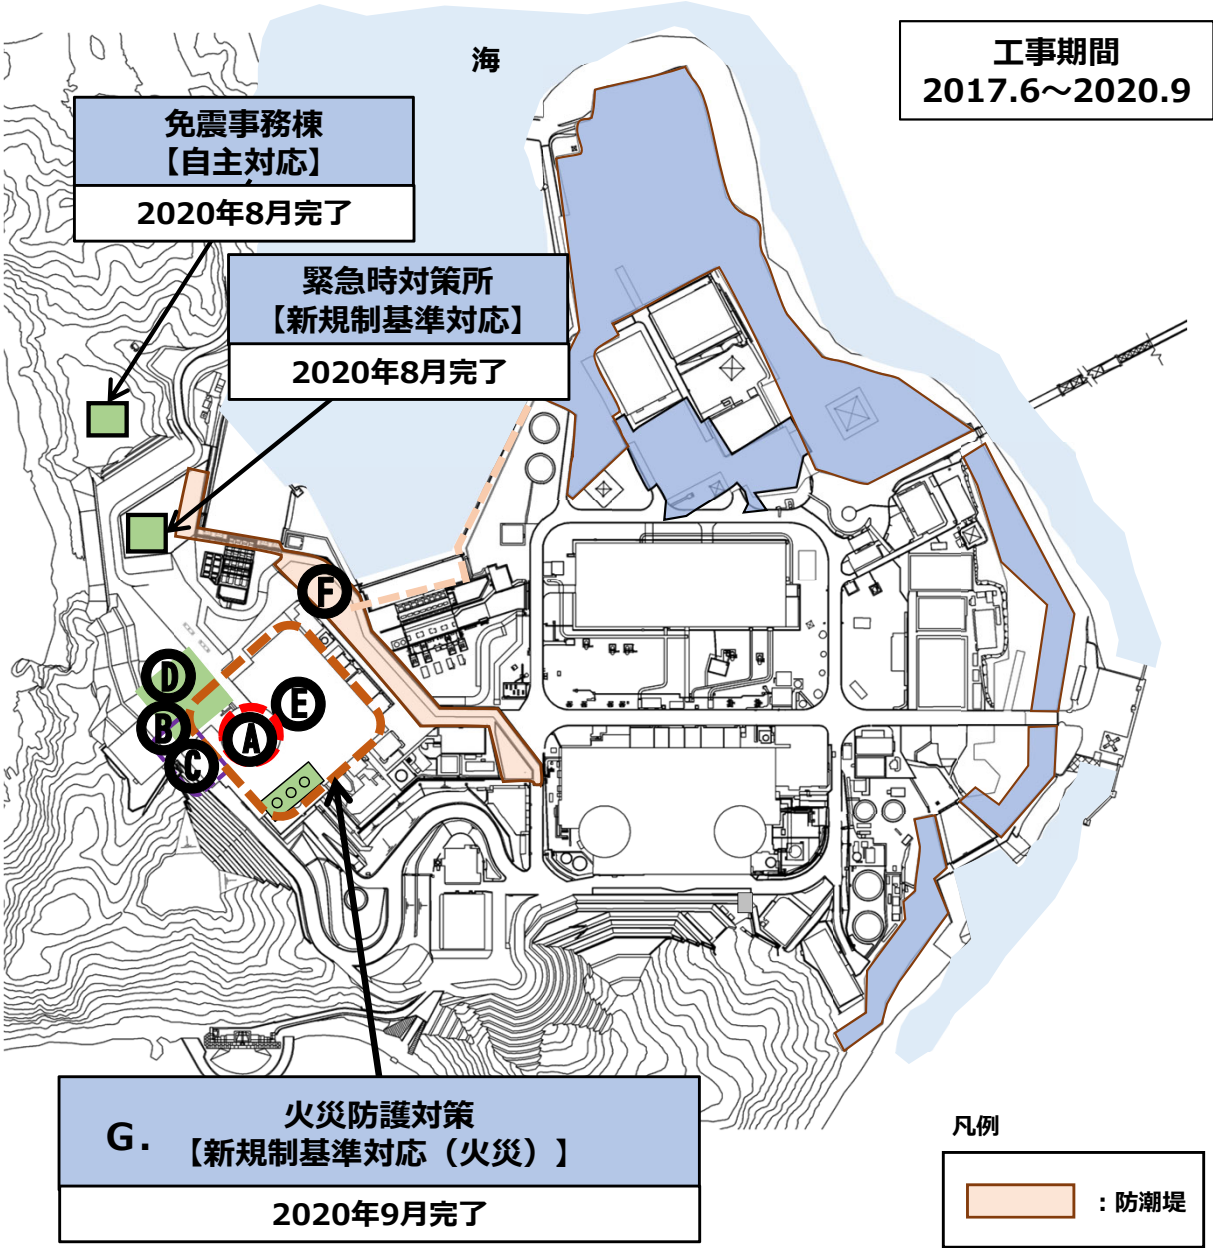 海
工事期間
2017.6～2020.9
免震事務棟
【自主対応】
2020年8月完了
緊急時対策所
【新規制基準対応】
2020年8月完了
F
D
E
B
A
C
G. 火災防護対策
【新規制基準対応（火災）】
2020年9月完了
凡例
：防潮堤